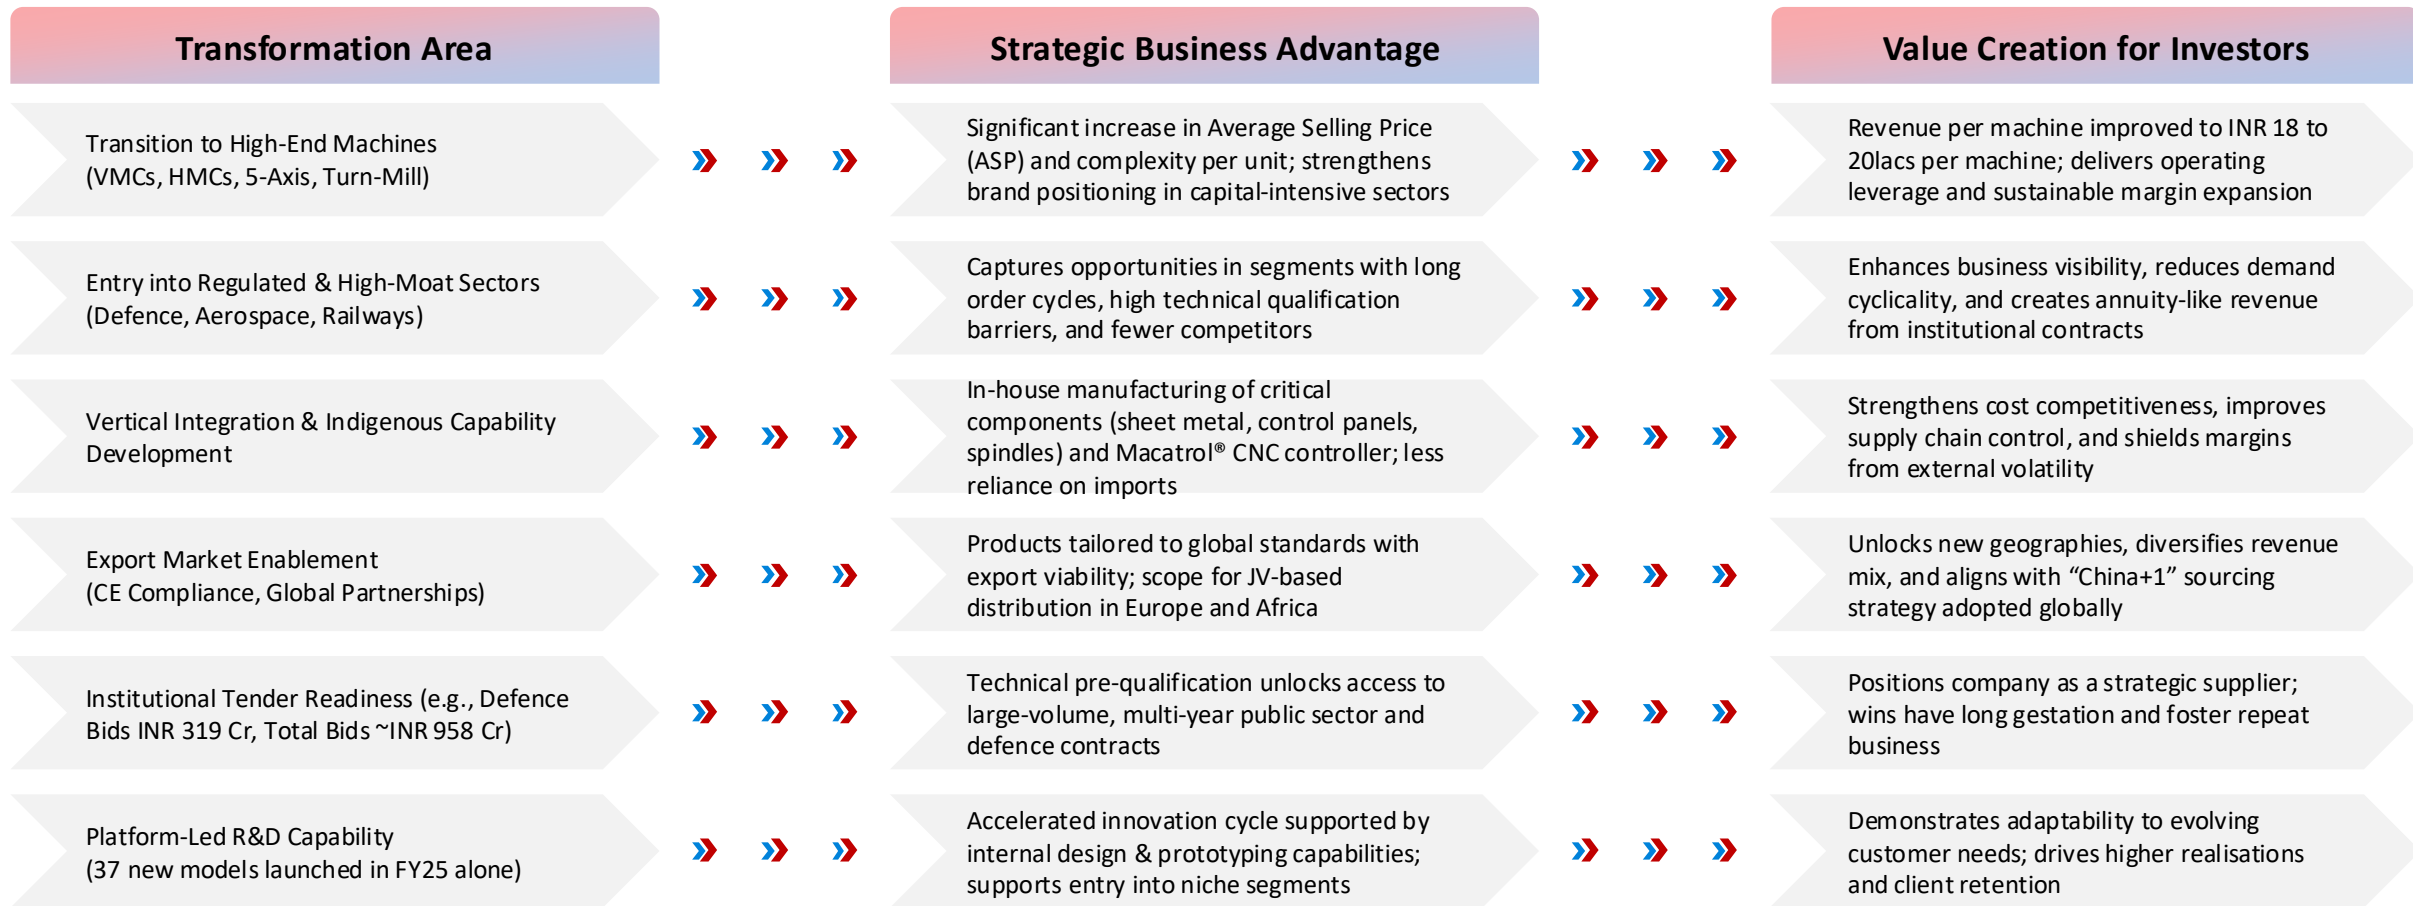 Transformation Area
Strategic Business Advantage
Value Creation for Investors
Transition to High-End Machines
(VMCs, HMCs, 5-Axis, Turn-Mill)
Significant increase in Average Selling Price
(ASP) and complexity per unit; strengthens
brand positioning in capital-intensive sectors
Revenue per machine improved to INR 18 to
20lacs per machine; delivers operating
leverage and sustainable margin expansion
Entry into Regulated & High-Moat Sectors
(Defence, Aerospace, Railways)
Captures opportunities in segments with long
order cycles, high technical qualification
barriers, and fewer competitors
Enhances business visibility, reduces demand
cyclicality, and creates annuity-like revenue
from institutional contracts
Vertical Integration & Indigenous Capability
Development
In-house manufacturing of critical
components (sheet metal, control panels,
spindles) and Macatrol® CNC controller; less
reliance on imports
Strengthens cost competitiveness, improves
supply chain control, and shields margins
from external volatility
Export Market Enablement
(CE Compliance, Global Partnerships)
Products tailored to global standards with
export viability; scope for JV-based
distribution in Europe and Africa
Unlocks new geographies, diversifies revenue
mix, and aligns with “China+1” sourcing
strategy adopted globally
Institutional Tender Readiness (e.g., Defence
Bids INR 319 Cr, Total Bids ~INR 958 Cr)
Technical pre-qualification unlocks access to
large-volume, multi-year public sector and
defence contracts
Positions company as a strategic supplier;
wins have long gestation and foster repeat
business
Platform-Led R&D Capability
(37 new models launched in FY25 alone)
Accelerated innovation cycle supported by
internal design & prototyping capabilities;
supports entry into niche segments
Demonstrates adaptability to evolving
customer needs; drives higher realisations
and client retention